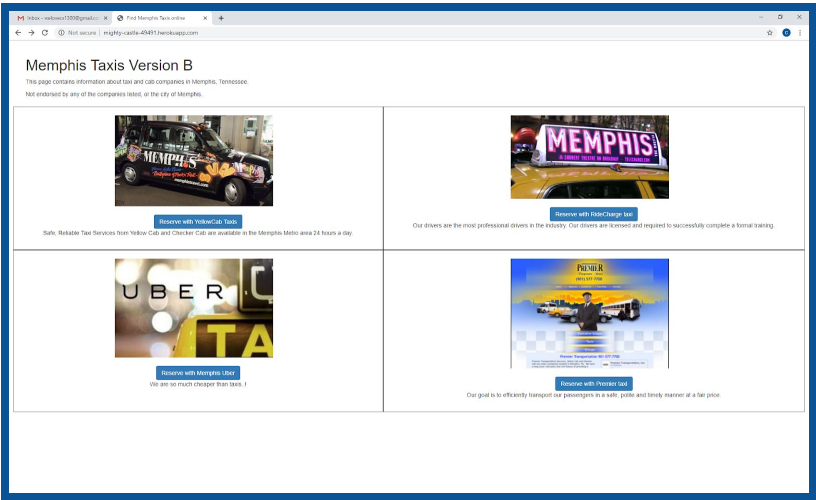 Find Memphis Taxis online
Not secure | mighty-castle-49491.herokuapp.com
Memphis Taxis Version B
This page contains information about taxi and cab companies in Memphis, Tennessee.
Not endorsed by any of the companies listed, or the city of Memphis.
MEMPHIS
Reserve with YellowCab Taxis
Safe, Reliable Taxi Services from Yellow Cab and Checker Cab are available in the Memphis Metro area 24 hours a day.
MEMPHIS
Reserve with RideCharge taxi
Our drivers are the most professional drivers in the industry. Our drivers are licensed and required to successfully complete a formal training.
UBER
TA
Reserve with Memphis Uber
We are so much cheaper than taxis. !
PREMIER
Reserve with Premier taxi
Our goal is to efficiently transport our passengers in a safe, polite and timely manner at a fair price.